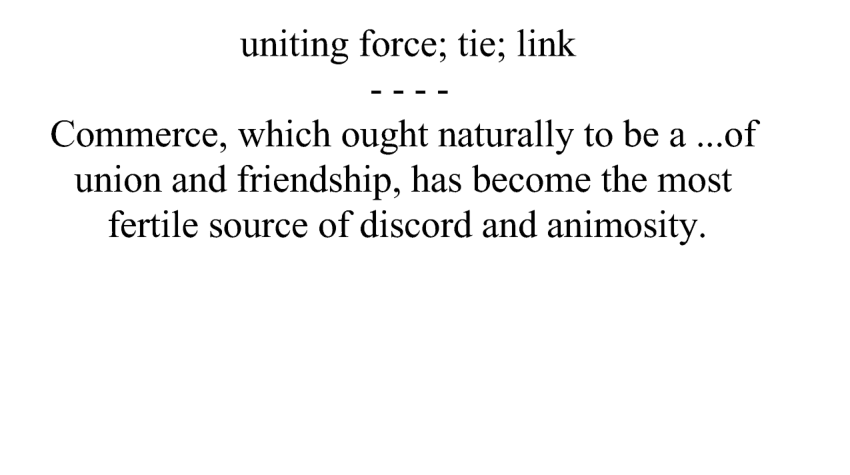 uniting force; tie; link
- - - -
Commerce, which ought naturally to be a ...of
union and friendship, has become the most
fertile source of discord and animosity.